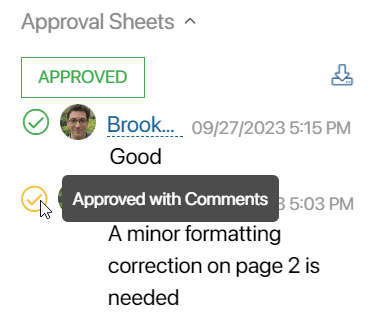 Approval Sheets
APPROVED
Brook... 09/27/2023 5:15 PM
Good
Approved with Comments 3 5:03 PM
A minor formatting
correction on page 2 is
needed